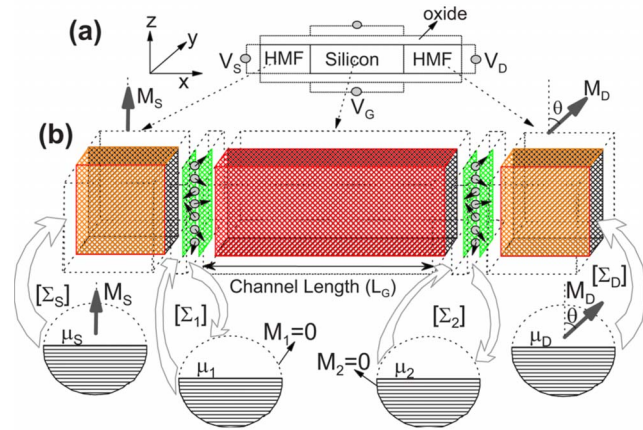 (a)
z
y
x
oxide
V_S
HMF
Silicon
HMF
V_D
V_G
M_S
θ
M_D
(b)
Channel Length (L_G)
[Σ_S]
M_S
[Σ_1]
[Σ_2]
[Σ_D]
M_D
θ
μ_S
μ_1
M_1=0
M_2=0
μ_2
μ_D